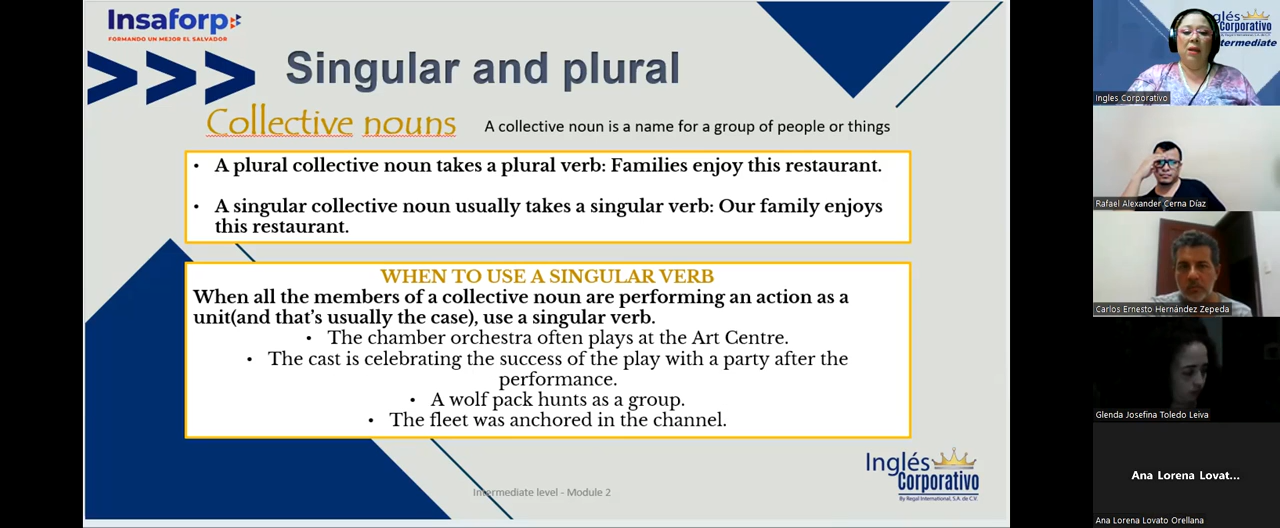 Insaforp
FORMANDO UN MEJOR EL SALVADOR
Singular and plural
Collective nouns
A collective noun is a name for a group of people or things
• A plural collective noun takes a plural verb: Families enjoy this restaurant.
• A singular collective noun usually takes a singular verb: Our family enjoys
this restaurant.
WHEN TO USE A SINGULAR VERB
When all the members of a collective noun are performing an action as a
unit(and that's usually the case), use a singular verb.
• The chamber orchestra often plays at the Art Centre.
• The cast is celebrating the success of the play with a party after the
performance.
• A wolf pack hunts as a group.
• The fleet was anchored in the channel.
Intermediate level - Module 2
Inglés
Corporativo
By Regal International, S.A. de C.V.
glés
Corporativo
By Regal International, S.A. de C.V.
termediate
Ingles Corporativo
Rafael Alexander Cerna Díaz
Carlos Ernesto Hernández Zepeda
Glenda Josefina Toledo Leiva
Ana Lorena Lovat...
Ana Lorena Lovato Orellana